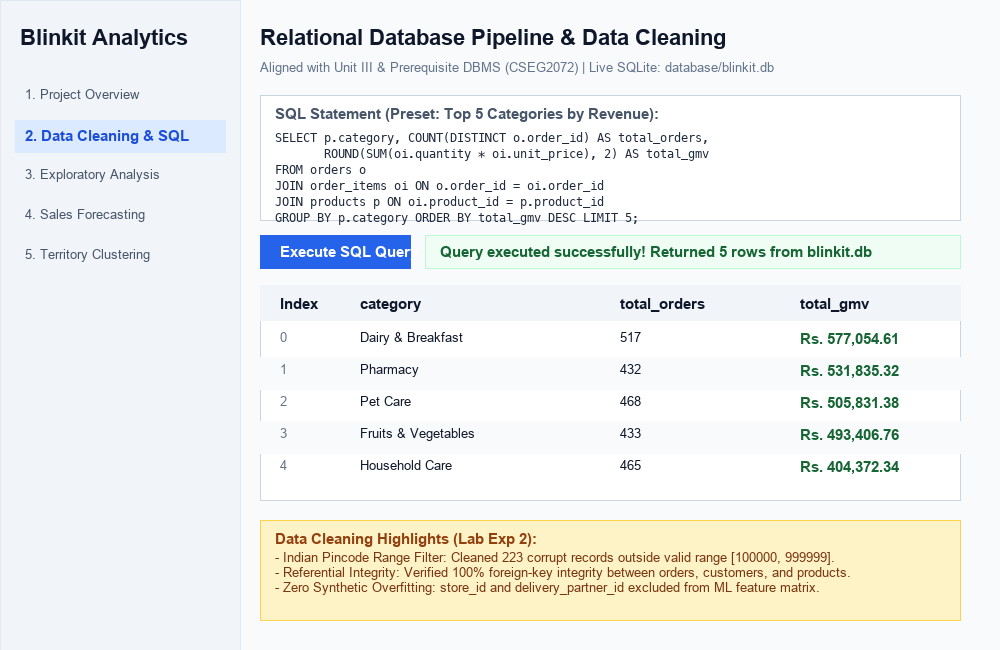 Blinkit Analytics
1. Project Overview
2. Data Cleaning & SQL
3. Exploratory Analysis
4. Sales Forecasting
5. Territory Clustering
Relational Database Pipeline & Data Cleaning
Aligned with Unit III & Prerequisite DBMS (CSEG2072) | Live SQLite: database/blinkit.db
SQL Statement (Preset: Top 5 Categories by Revenue):
SELECT p.category, COUNT(DISTINCT o.order_id) AS total_orders,
ROUND(SUM(oi.quantity * oi.unit_price), 2) AS total_gmv
FROM orders o
JOIN order_items oi ON o.order_id = oi.order_id
JOIN products p ON oi.product_id = p.product_id
GROUP BY p.category ORDER BY total_gmv DESC LIMIT 5;
Execute SQL Quer
Query executed successfully! Returned 5 rows from blinkit.db
Index category total_orders total_gmv
0 Dairy & Breakfast 517 Rs. 577,054.61
1 Pharmacy 432 Rs. 531,835.32
2 Pet Care 468 Rs. 505,831.38
3 Fruits & Vegetables 433 Rs. 493,406.76
4 Household Care 465 Rs. 404,372.34
Data Cleaning Highlights (Lab Exp 2):
- Indian Pincode Range Filter: Cleaned 223 corrupt records outside valid range [100000, 999999].
- Referential Integrity: Verified 100% foreign-key integrity between orders, customers, and products.
- Zero Synthetic Overfitting: store_id and delivery_partner_id excluded from ML feature matrix.